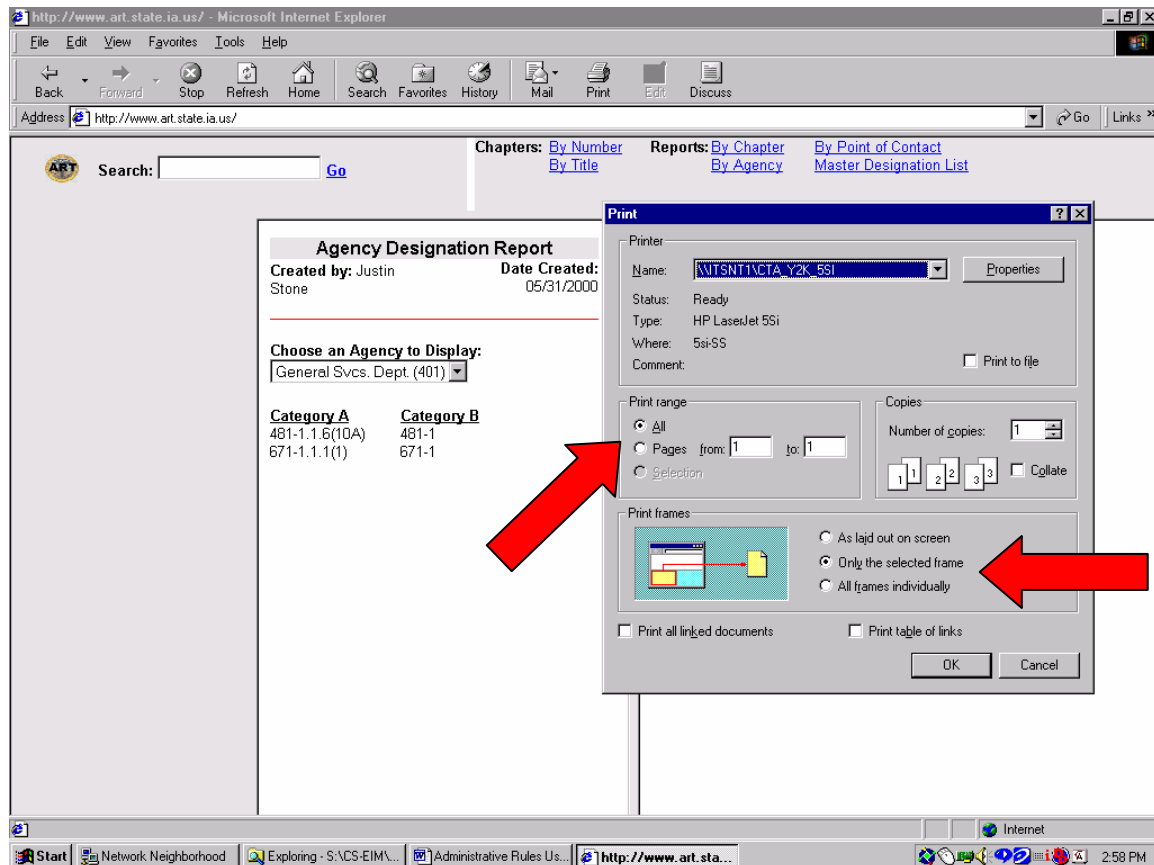 http://www.art.state.ia.us/ - Microsoft Internet Explorer
File Edit View Favorites Tools Help
Back Forward Stop Refresh Home Search Favorites History Mail Print Edit Discuss
Address http://www.art.state.ia.us/ Go Links »
ART Search: Go
Chapters: By Number Reports: By Chapter By Point of Contact
By Title By Agency Master Designation List
Agency Designation Report
Created by: Justin Stone
Date Created: 05/31/2000
Choose an Agency to Display:
General Svcs. Dept. (401)
Category A Category B
481-1.1.6(10A) 481-1
671-1.1.1(1) 671-1
Print
Printer
Name: \\ITSNT1\CTA_Y2K_5SI Properties
Status: Ready
Type: HP LaserJet 5Si
Where: 5si-SS
Comment: Print to file
Print range
All
Pages from: 1 to: 1
Selection
Copies
Number of copies: 1
1 1 2 2 3 3 Collate
Print frames
As laid out on screen
Only the selected frame
All frames individually
Print all linked documents Print table of links
OK Cancel
Internet
Start Network Neighborhood Exploring - S:\CS-EIM\... Administrative Rules Us... http://www.art.sta... 2:58 PM